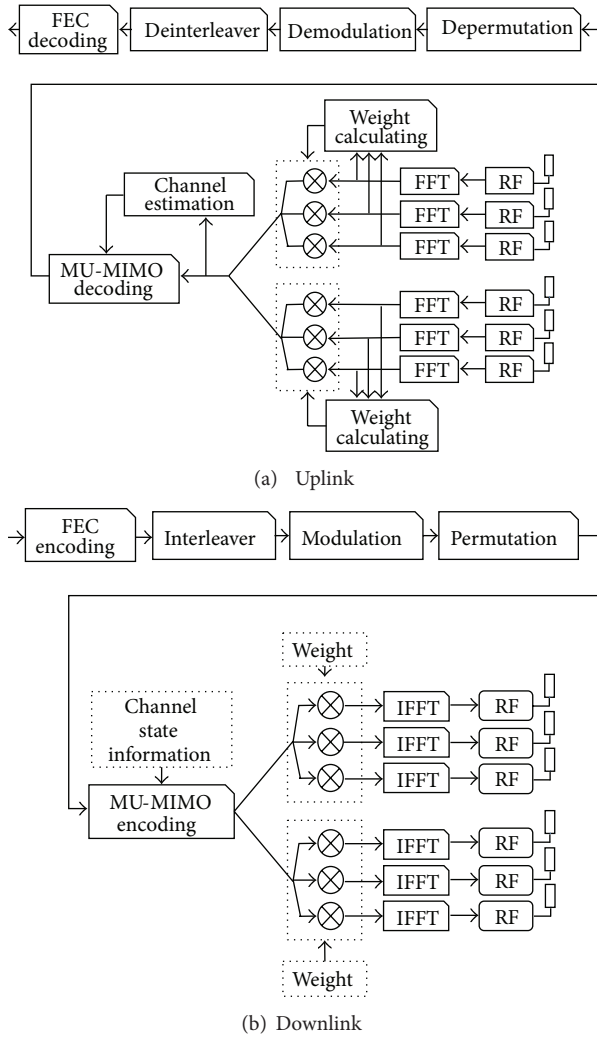 FEC
decoding
Deinterleaver
Demodulation
Depermutation
Weight
calculating
Channel
estimation
MU-MIMO
decoding
FFT
RF
FFT
RF
FFT
RF
FFT
RF
FFT
RF
FFT
RF
Weight
calculating
(a) Uplink
FEC
encoding
Interleaver
Modulation
Permutation
Weight
Channel
state
information
MU-MIMO
encoding
IFFT
RF
IFFT
RF
IFFT
RF
IFFT
RF
IFFT
RF
IFFT
RF
Weight
(b) Downlink